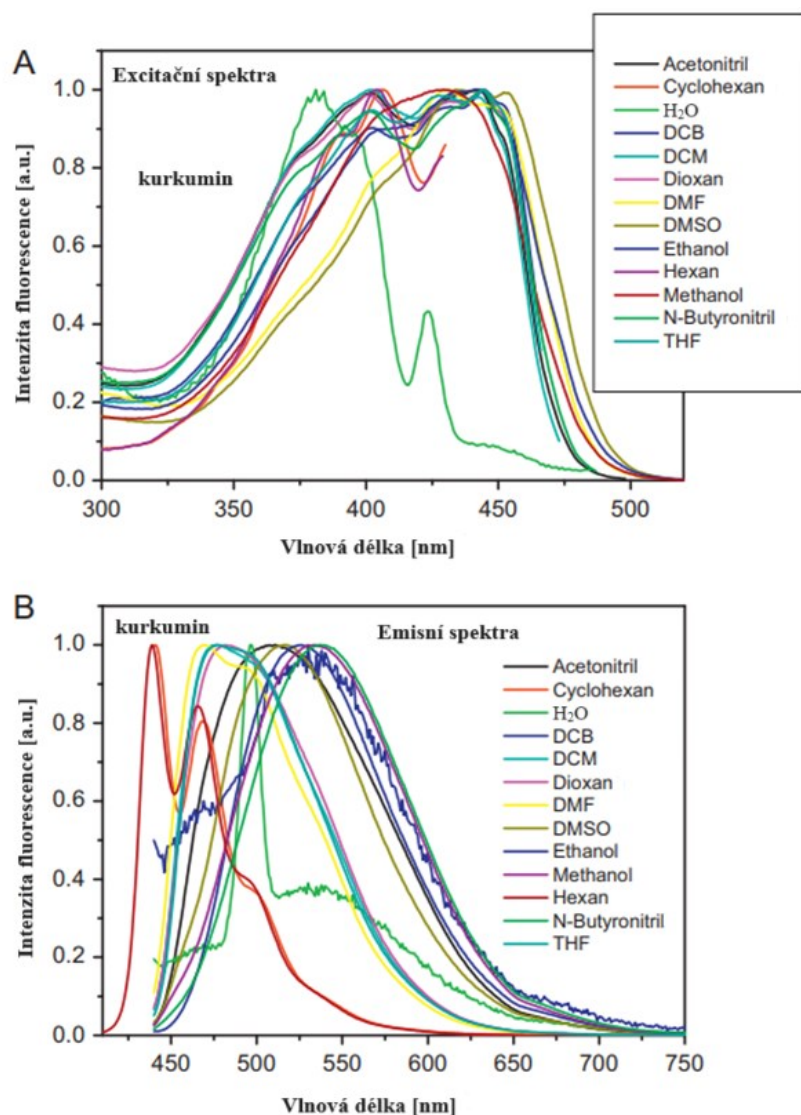 A
Excitační spektra
kurkumin
Intenzita fluorescence [a.u.]
1.0
0.8
0.6
0.4
0.2
0.0
300
350
400
450
500
Vlnová délka [nm]
Acetonitril
Cyclohexan
H₂O
DCB
DCM
Dioxan
DMF
DMSO
Ethanol
Hexan
Methanol
N-Butyronitril
THF
B
kurkumin
Emisní spektra
Intenzita fluorescence [a.u.]
1.0
0.8
0.6
0.4
0.2
0.0
450
500
550
600
650
700
750
Vlnová délka [nm]
Acetonitril
Cyclohexan
H₂O
DCB
DCM
Dioxan
DMF
DMSO
Ethanol
Methanol
Hexan
N-Butyronitril
THF